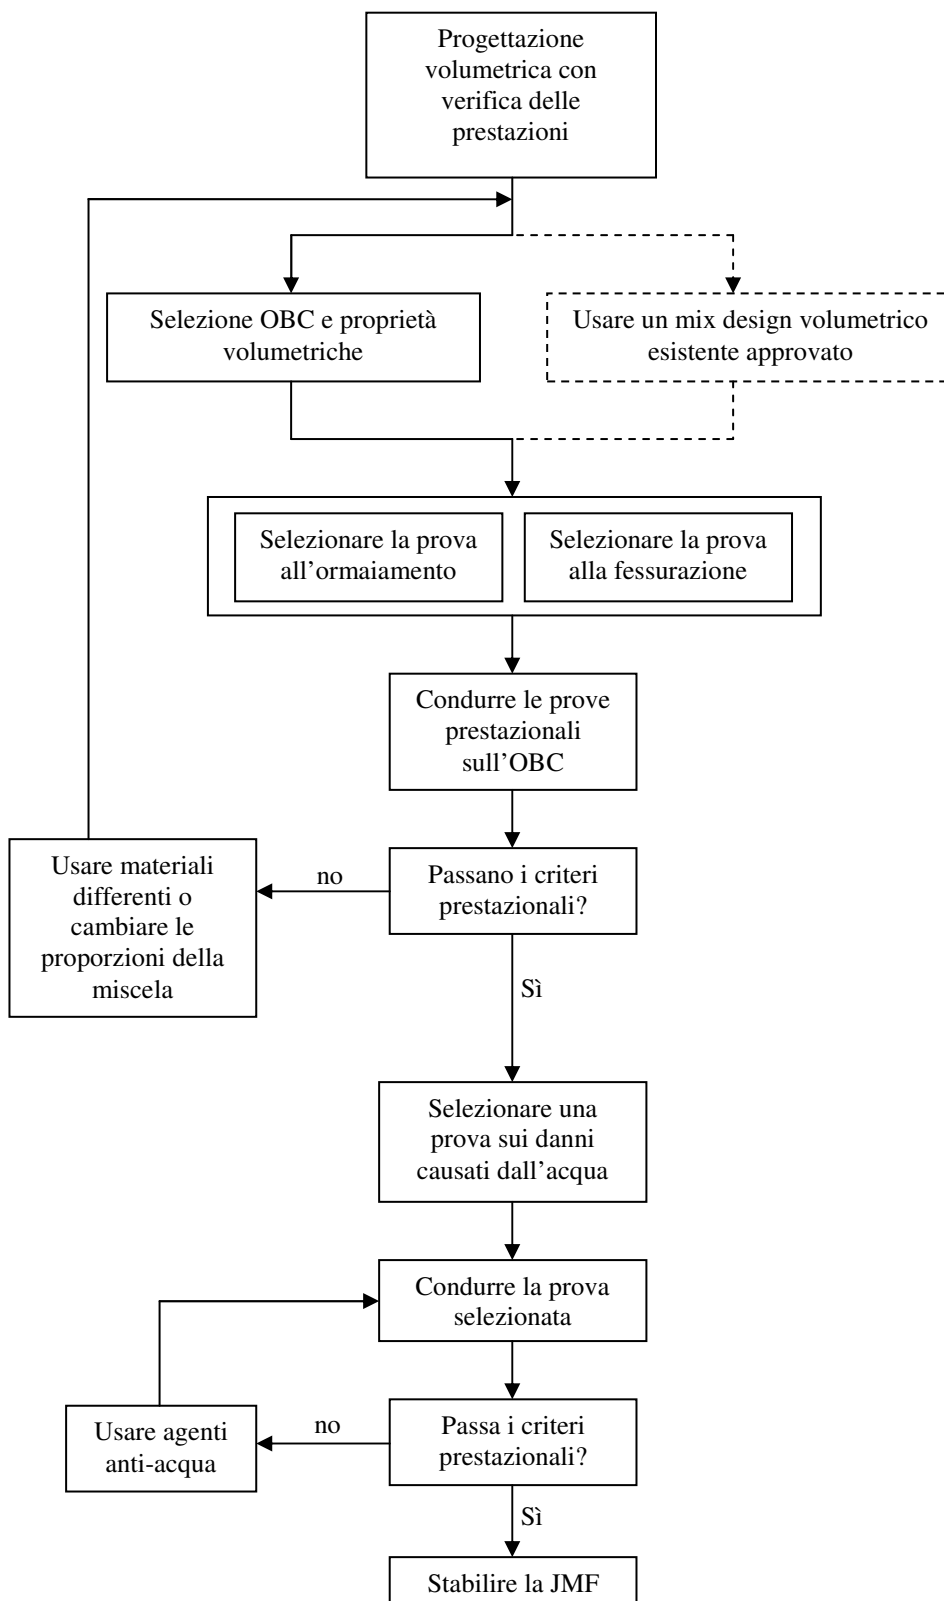 Progettazione
volumetrica con
verifica delle
prestazioni
Selezione OBC e proprietà
volumetriche
Usare un mix design volumetrico
esistente approvato
Selezionare la prova
all’ormaiamento
Selezionare la prova
alla fessurazione
Condurre le prove
prestazionali
sull’OBC
Usare materiali
differenti o
cambiare le
proporzioni della
miscela
no
Passano i criteri
prestazionali?
Sì
Selezionare una
prova sui danni
causati dall’acqua
Condurre la prova
selezionata
Usare agenti
anti-acqua
no
Passa i criteri
prestazionali?
Sì
Stabilire la JMF